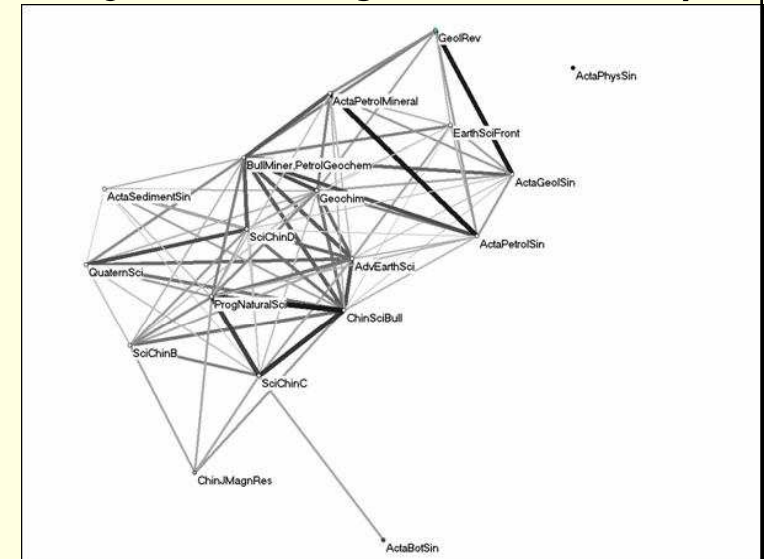 GeolRev
ActaPhysSin
ActaPetrolMineral
EarthSciFront
BullMiner.PetrolGeochem
ActaGeolSin
ActaSedimentSin
Geochim
SciChinD
ActaPetrolSin
QuaternSci
AdvEarthSci
ProgNaturalSci
ChinSciBull
SciChinB
SciChinC
ChinJMagnRes
ActaBotSin